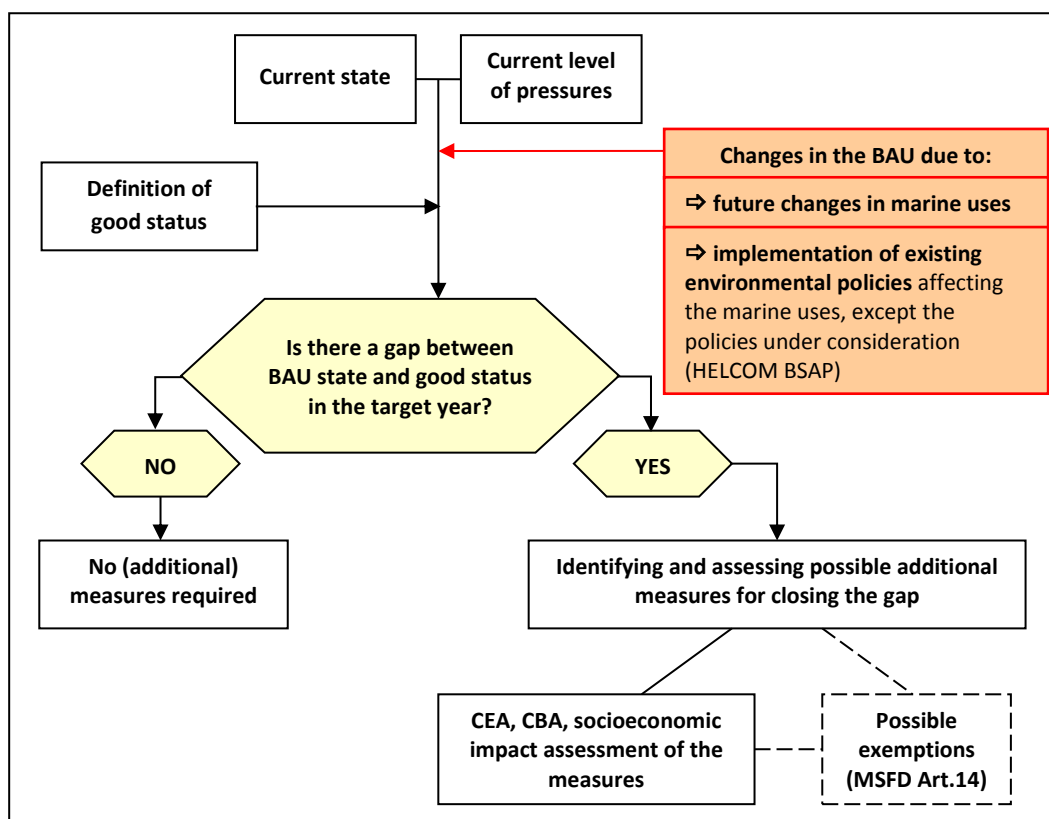 Current state
Current level
of pressures
Changes in the BAU due to:
⇨ future changes in marine uses
⇨ implementation of existing
environmental policies affecting
the marine uses, except the
policies under consideration
(HELCOM BSAP)
Definition of
good status
Is there a gap between
BAU state and good status
in the target year?
NO
YES
No (additional)
measures required
Identifying and assessing possible additional
measures for closing the gap
CEA, CBA, socioeconomic
impact assessment of the
measures
Possible
exemptions
(MSFD Art.14)